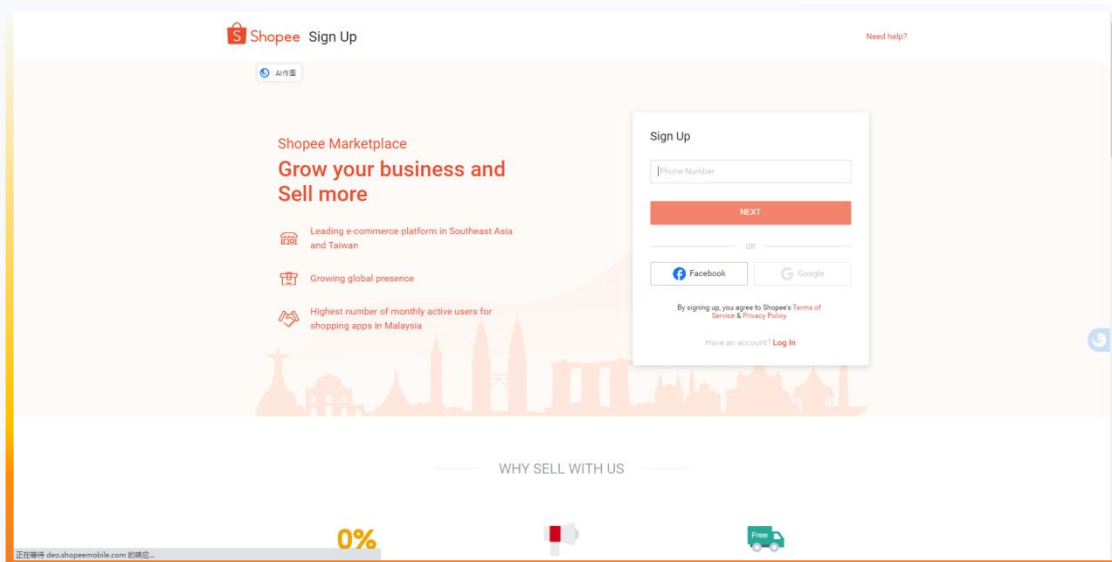 Shopee Sign Up
Need help?
AI作图
Shopee Marketplace
Grow your business and
Sell more
Leading e-commerce platform in Southeast Asia
and Taiwan
Growing global presence
Highest number of monthly active users for
shopping apps in Malaysia
Sign Up
Phone Number
NEXT
OR
Facebook
Google
By signing up, you agree to Shopee's Terms of
Service & Privacy Policy
Have an account? Log In
WHY SELL WITH US
0%
Free
正在等待 deo.shopeemobile.com 的响应...